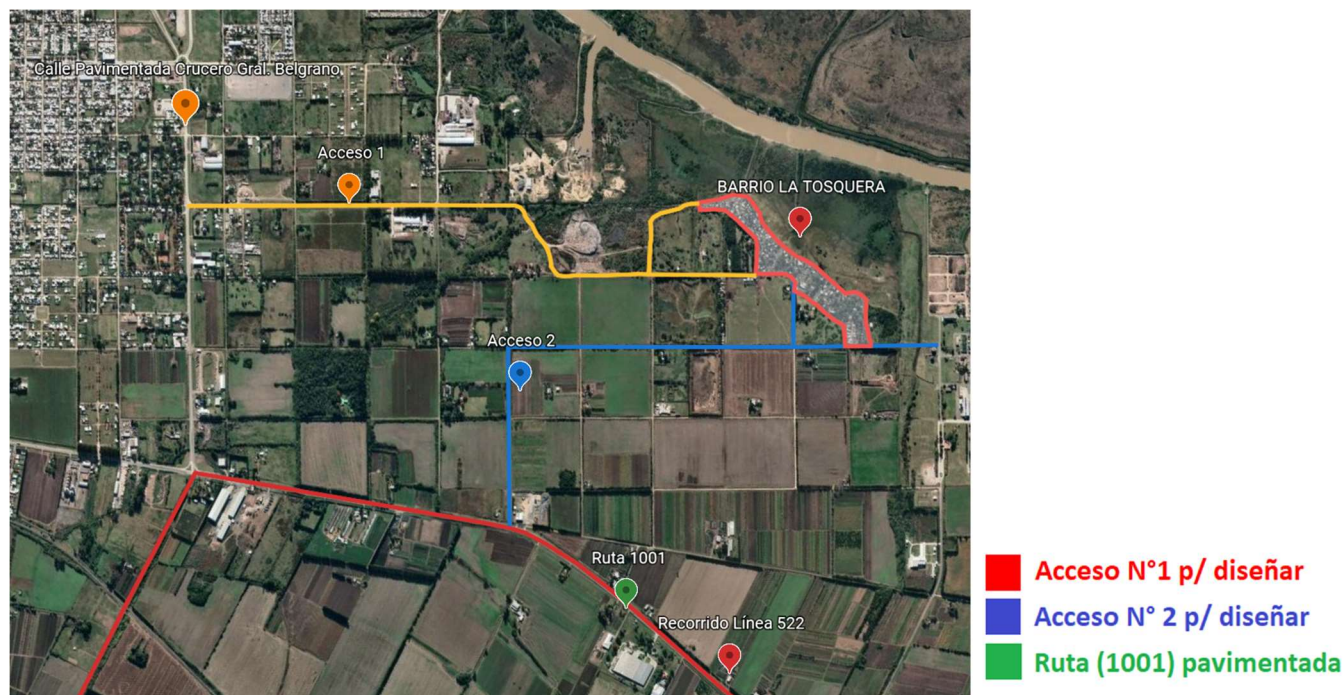 Calle Pavimentada Crucero Gral. Belgrano
Acceso 1
BARRIO LA TOSQUERA
Acceso 2
Ruta 1001
Recorrido Línea 522
Acceso N°1 p/ diseñar
Acceso N° 2 p/ diseñar
Ruta (1001) pavimentada